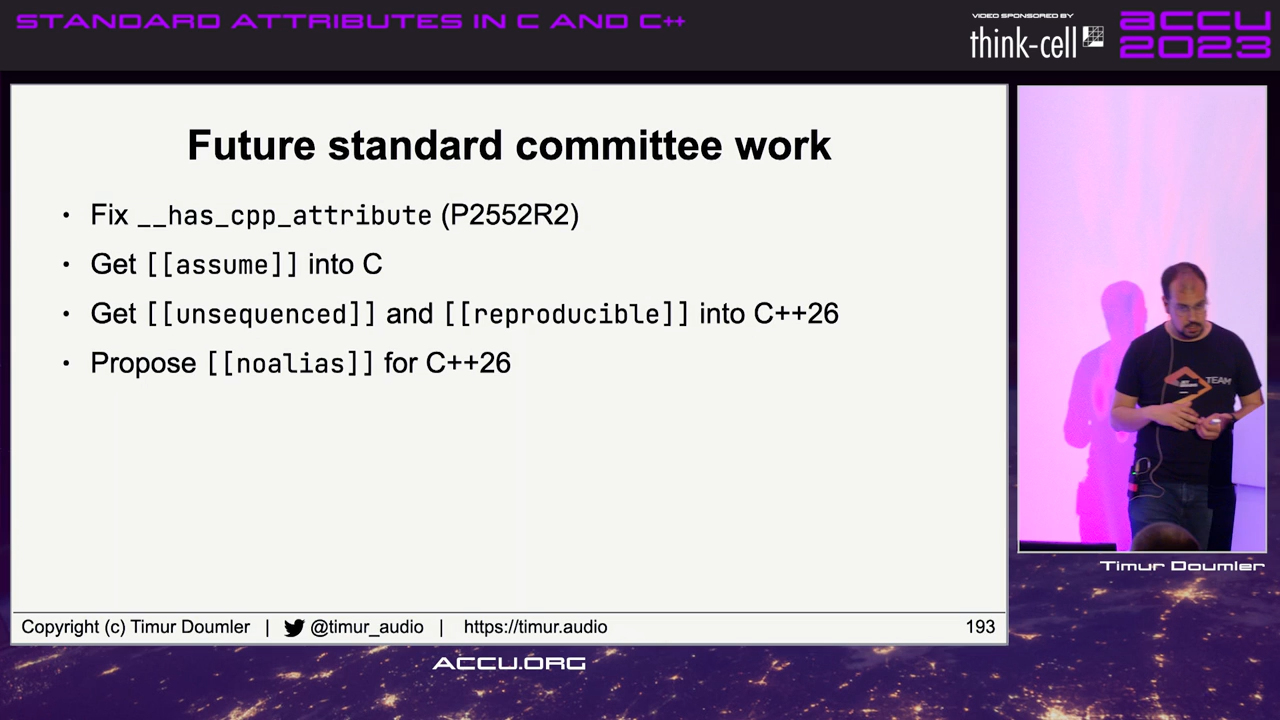 STANDARD ATTRIBUTES IN C AND C++
VIDEO SPONSORED BY
think-cell
accu
2023
Future standard committee work
• Fix __has_cpp_attribute (P2552R2)
• Get [[assume]] into C
• Get [[unsequenced]] and [[reproducible]] into C++26
• Propose [[noalias]] for C++26
TEAM
Timur Doumler
Copyright (c) Timur Doumler | @timur_audio | https://timur.audio 193
ACCU.ORG